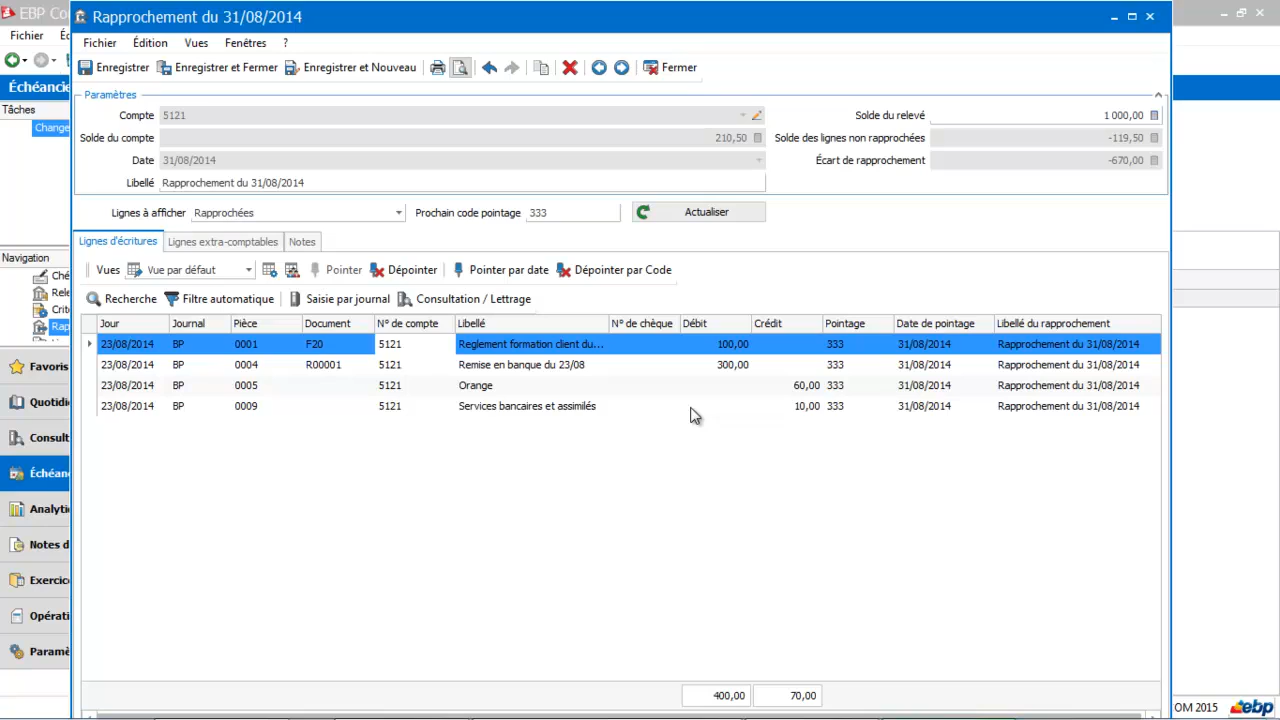 EBP Co
Rapprochement du 31/08/2014
Fichier
Fichier Édition Vues Fenêtres ?
Enregistrer Enregistrer et Fermer Enregistrer et Nouveau Fermer
Échéancie
Tâches
Change
Paramètres
Compte 5121
Solde du relevé 1 000,00
Solde du compte 210,50
Solde des lignes non rapprochées -119,50
Date 31/08/2014
Écart de rapprochement -670,00
Libellé Rapprochement du 31/08/2014
Lignes à afficher Rapprochées Prochain code pointage 333 Actualiser
Lignes d'écritures Lignes extra-comptables Notes
Navigation
Ché
Rele
Crit
Rap
Vues Vue par défaut Pointer Dépointer Pointer par date Dépointer par Code
Recherche Filtre automatique Saisie par journal Consultation / Lettrage
Jour Journal Pièce Document N° de compte Libellé N° de chèque Débit Crédit Pointage Date de pointage Libellé du rapprochement
23/08/2014 BP 0001 F20 5121 Reglement formation client du... 100,00 333 31/08/2014 Rapprochement du 31/08/2014
23/08/2014 BP 0004 R00001 5121 Remise en banque du 23/08 300,00 333 31/08/2014 Rapprochement du 31/08/2014
23/08/2014 BP 0005 5121 Orange 60,00 333 31/08/2014 Rapprochement du 31/08/2014
23/08/2014 BP 0009 5121 Services bancaires et assimilés 10,00 333 31/08/2014 Rapprochement du 31/08/2014
Favoris
Quotidi
Consult
Échéan
Analyti
Notes d
Exercic
Opérati
Paramè
400,00 70,00
OM 2015 ebp